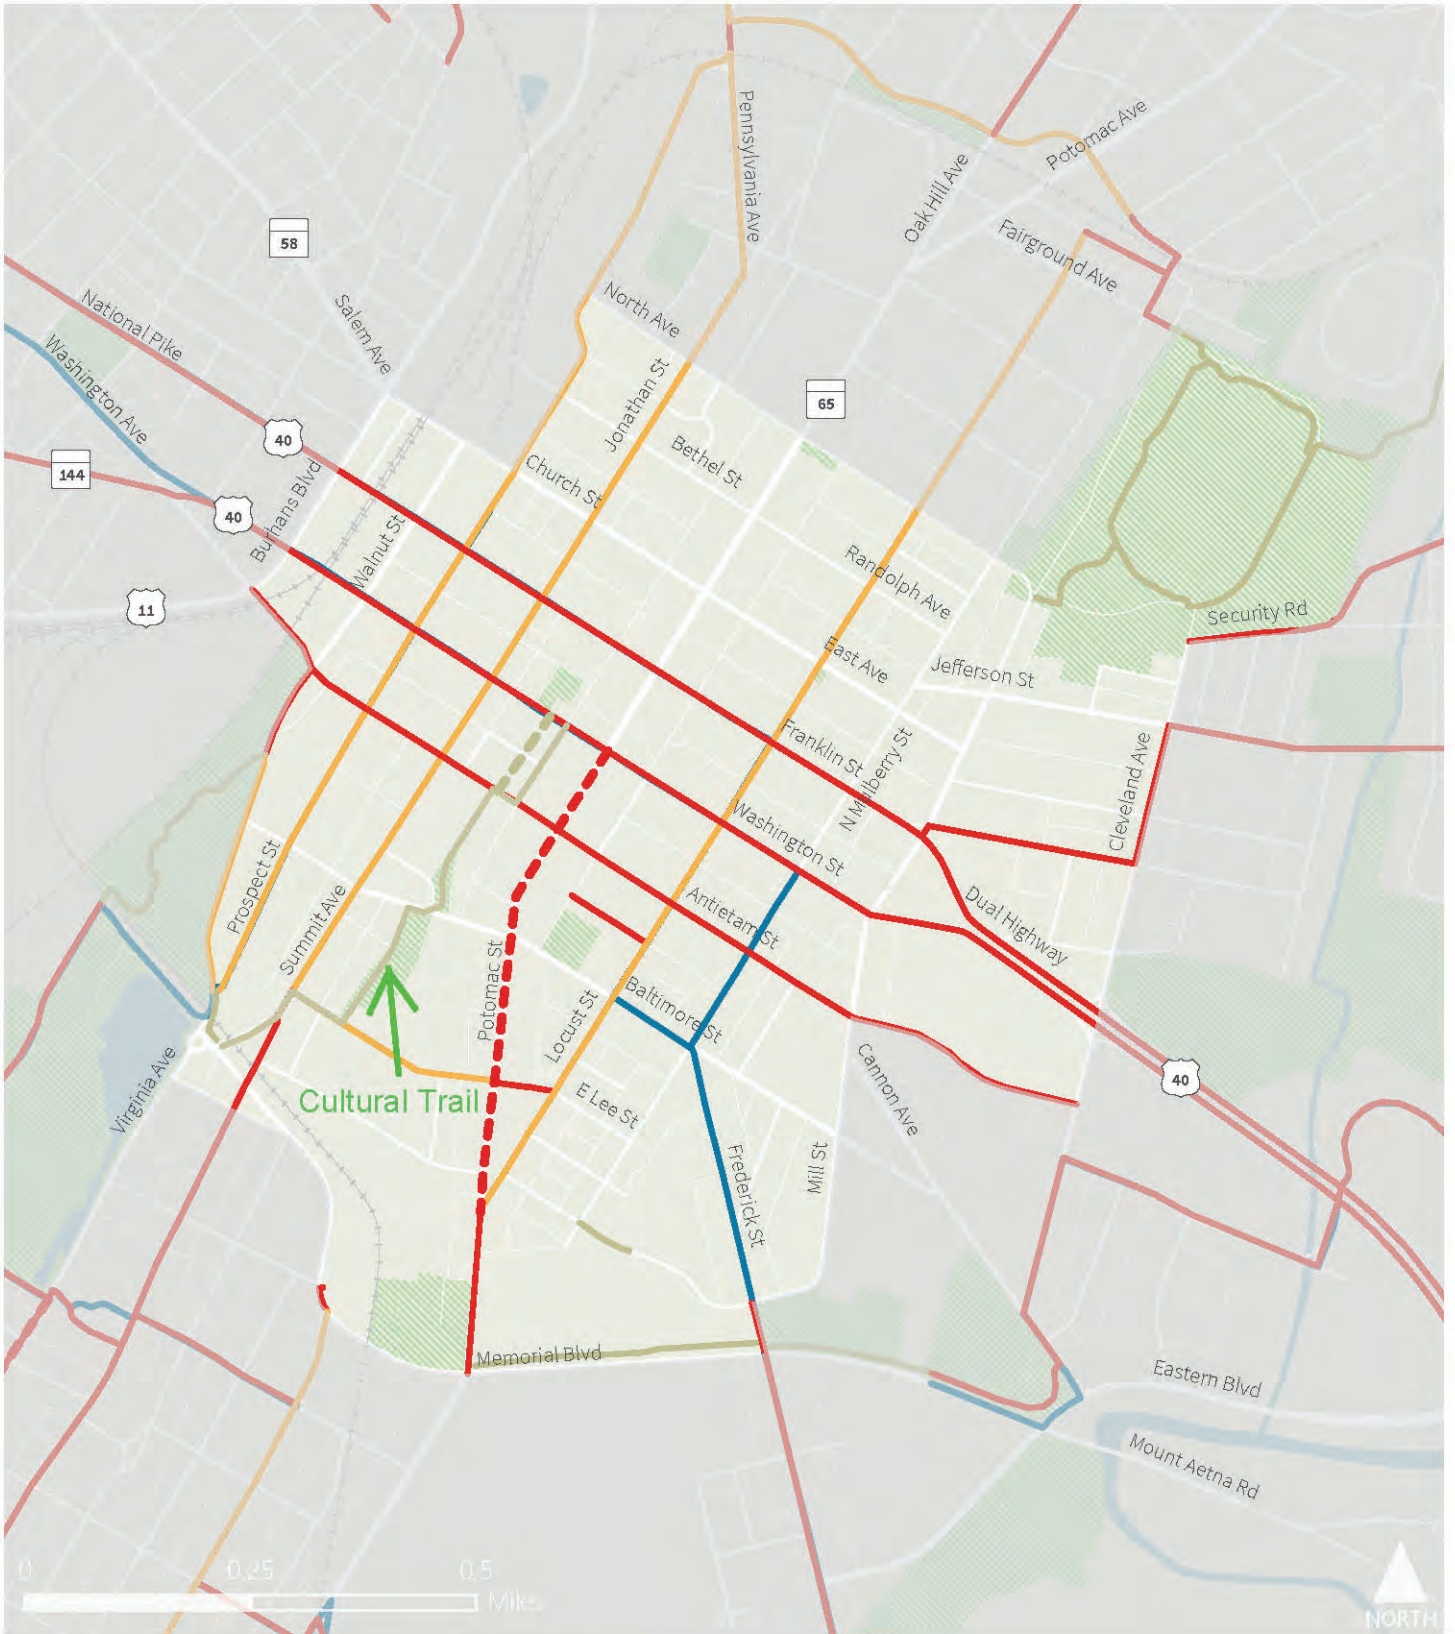 Pennsylvania Ave
Potomac Ave
Oak Hill Ave
Fairground Ave
58
National Pike
Salem Ave
North Ave
Washington Ave
Jonathan St
65
40
144
Bethel St
Church St
40
Burhans Blvd
Walnut St
Randolph Ave
11
Security Rd
East Ave
Jefferson St
Franklin St
N Mulberry St
Cleveland Ave
Washington St
Prospect St
Summit Ave
Antietam St
Dual Highway
Potomac St
Baltimore St
Locust St
Virginia Ave
Cultural Trail
E Lee St
Cannon Ave
40
Frederick St
Mill St
Memorial Blvd
Eastern Blvd
Mount Aetna Rd
0 0.25 0.5
Miles
NORTH